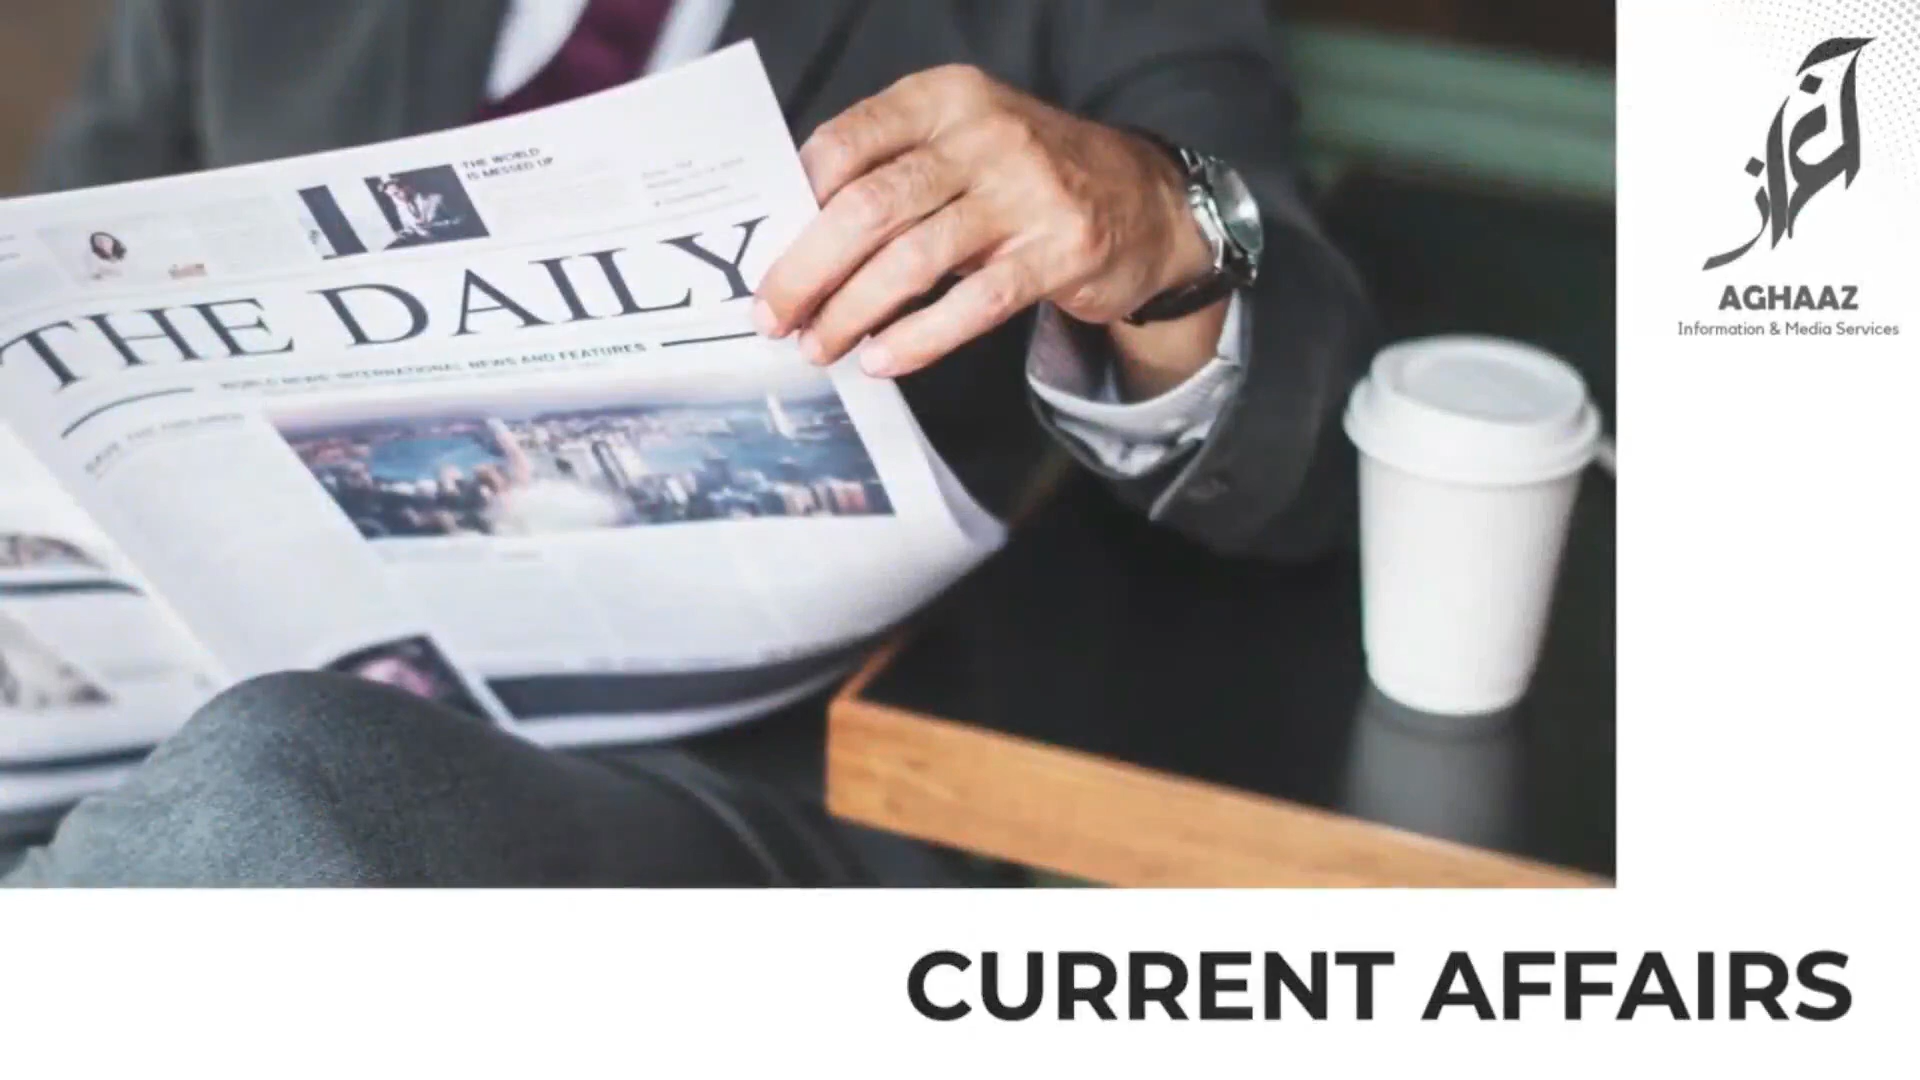 THE WORLD
IS MESSED UP
THE DAILY
WORLD NEWS INTERNATIONAL NEWS AND FEATURES
آغاز
AGHAAZ
Information & Media Services
CURRENT AFFAIRS